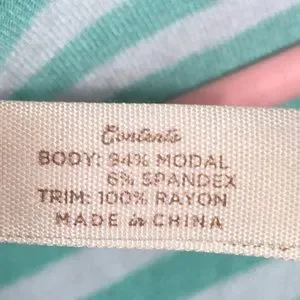 Contents
BODY: 94% MODAL
6% SPANDEX
TRIM: 100% RAYON
MADE in CHINA